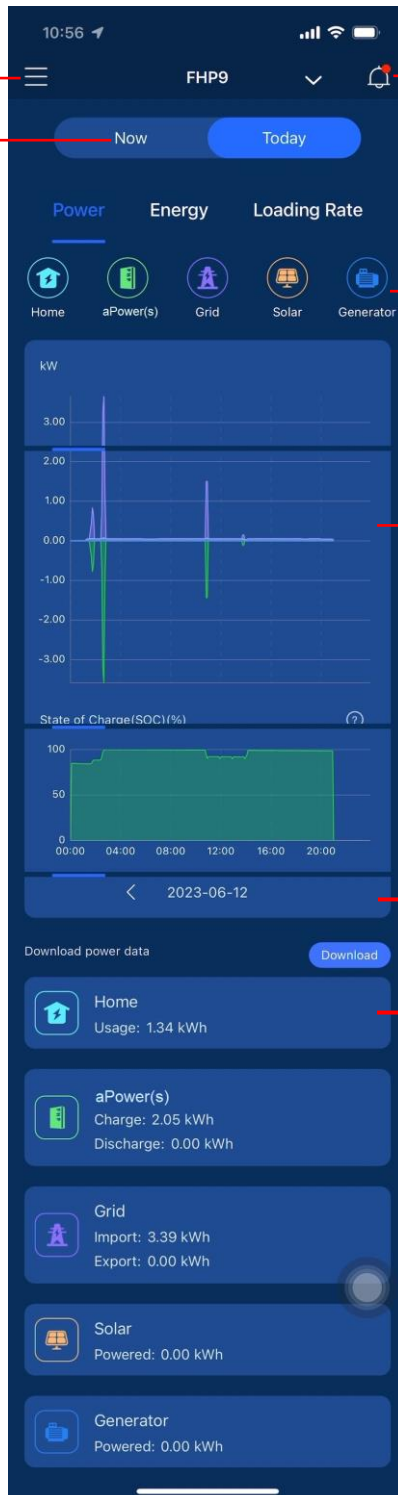 10:56
FHP9
Now Today
Power Energy Loading Rate
Home aPower(s) Grid Solar Generator
kW
3.00
2.00
1.00
0.00
-1.00
-2.00
-3.00
State of Charge(SOC)(%) ?
100
50
0
00:00 04:00 08:00 12:00 16:00 20:00
2023-06-12
Download power data Download
Home
Usage: 1.34 kWh
aPower(s)
Charge: 2.05 kWh
Discharge: 0.00 kWh
Grid
Import: 3.39 kWh
Export: 0.00 kWh
Solar
Powered: 0.00 kWh
Generator
Powered: 0.00 kWh